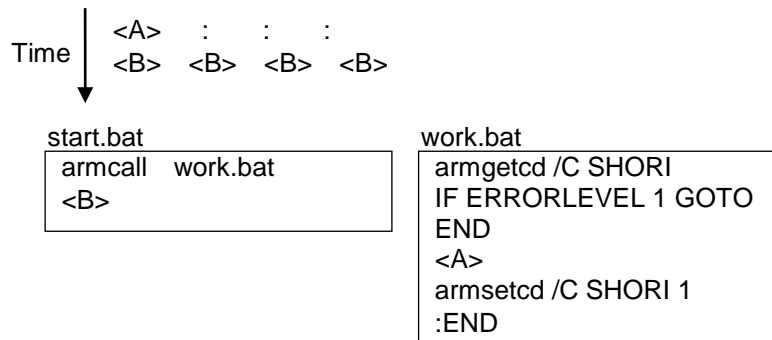 <A> : : :
Time
<B> <B> <B> <B>
start.bat
armcall work.bat
<B>
work.bat
armgetcd /C SHORI
IF ERRORLEVEL 1 GOTO
END
<A>
armsetcd /C SHORI 1
:END